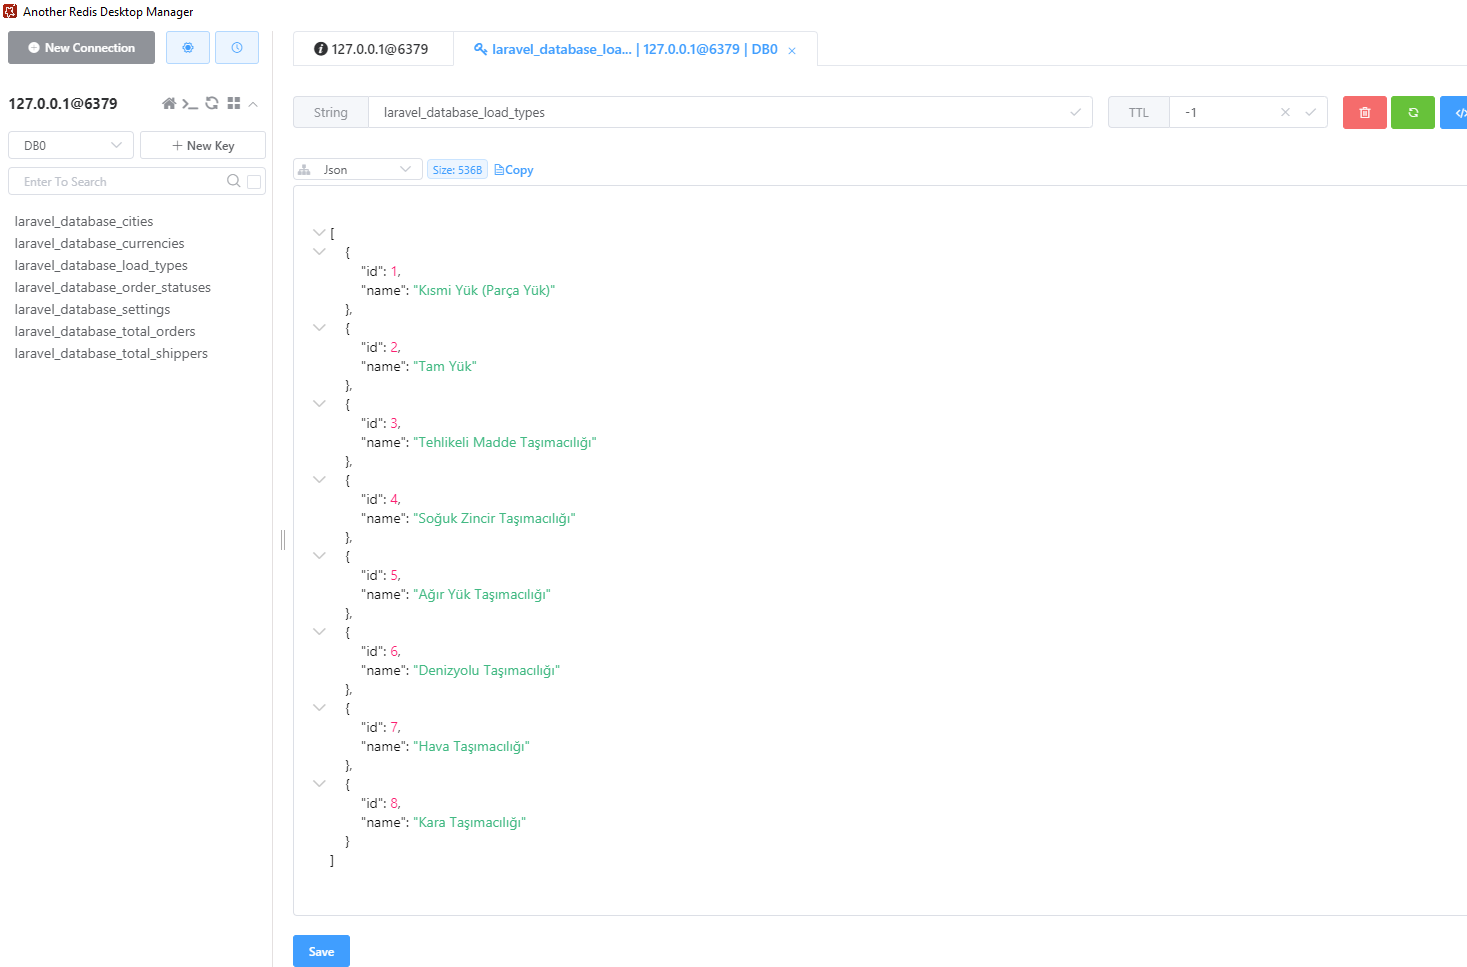 Another Redis Desktop Manager
New Connection
127.0.0.1@6379
DB0
New Key
Enter To Search
laravel_database_cities
laravel_database_currencies
laravel_database_load_types
laravel_database_order_statuses
laravel_database_settings
laravel_database_total_orders
laravel_database_total_shippers
127.0.0.1@6379
laravel_database_loa... | 127.0.0.1@6379 | DB0
String laravel_database_load_types
TTL -1
Json Size: 536B Copy
[
{
"id": 1,
"name": "Kısmi Yük (Parça Yük)"
},
{
"id": 2,
"name": "Tam Yük"
},
{
"id": 3,
"name": "Tehlikeli Madde Taşımacılığı"
},
{
"id": 4,
"name": "Soğuk Zincir Taşımacılığı"
},
{
"id": 5,
"name": "Ağır Yük Taşımacılığı"
},
{
"id": 6,
"name": "Denizyolu Taşımacılığı"
},
{
"id": 7,
"name": "Hava Taşımacılığı"
},
{
"id": 8,
"name": "Kara Taşımacılığı"
}
]
Save